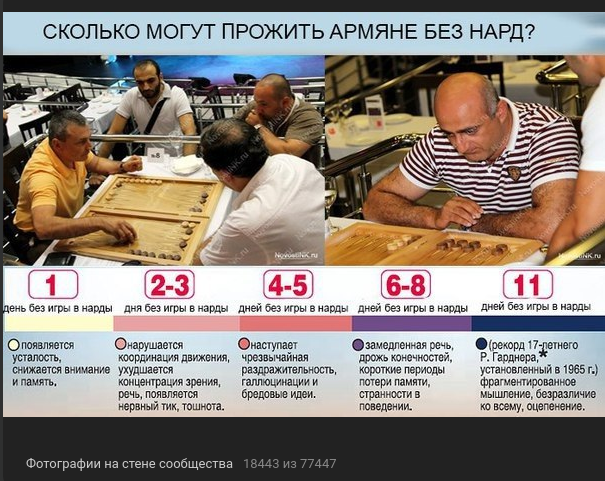 СКОЛЬКО МОГУТ ПРОЖИТЬ АРМЯНЕ БЕЗ НАРД?
№8
NovostiNK.ru
NovostiNK.ru
1
день без игры в нарды
2-3
дня без игры в нарды
4-5
дней без игры в нарды
6-8
дней без игры в нарды
11
дней без игры в нарды
появляется
усталость,
снижается внимание
и память.
нарушается
координация движения,
ухудшается
концентрация зрения,
речь, появляется
нервный тик, тошнота.
наступает
чрезвычайная
раздражительность,
галлюцинации и
бредовые идеи.
замедленная речь,
дрожь конечностей,
короткие периоды
потери памяти,
странности в
поведении.
(рекорд 17-летнего
Р. Гарднера,*
установленный в 1965 г.)
фрагментированное
мышление, безразличие
ко всему, оцепенение.
Фотографии на стене сообщества 18443 из 77447